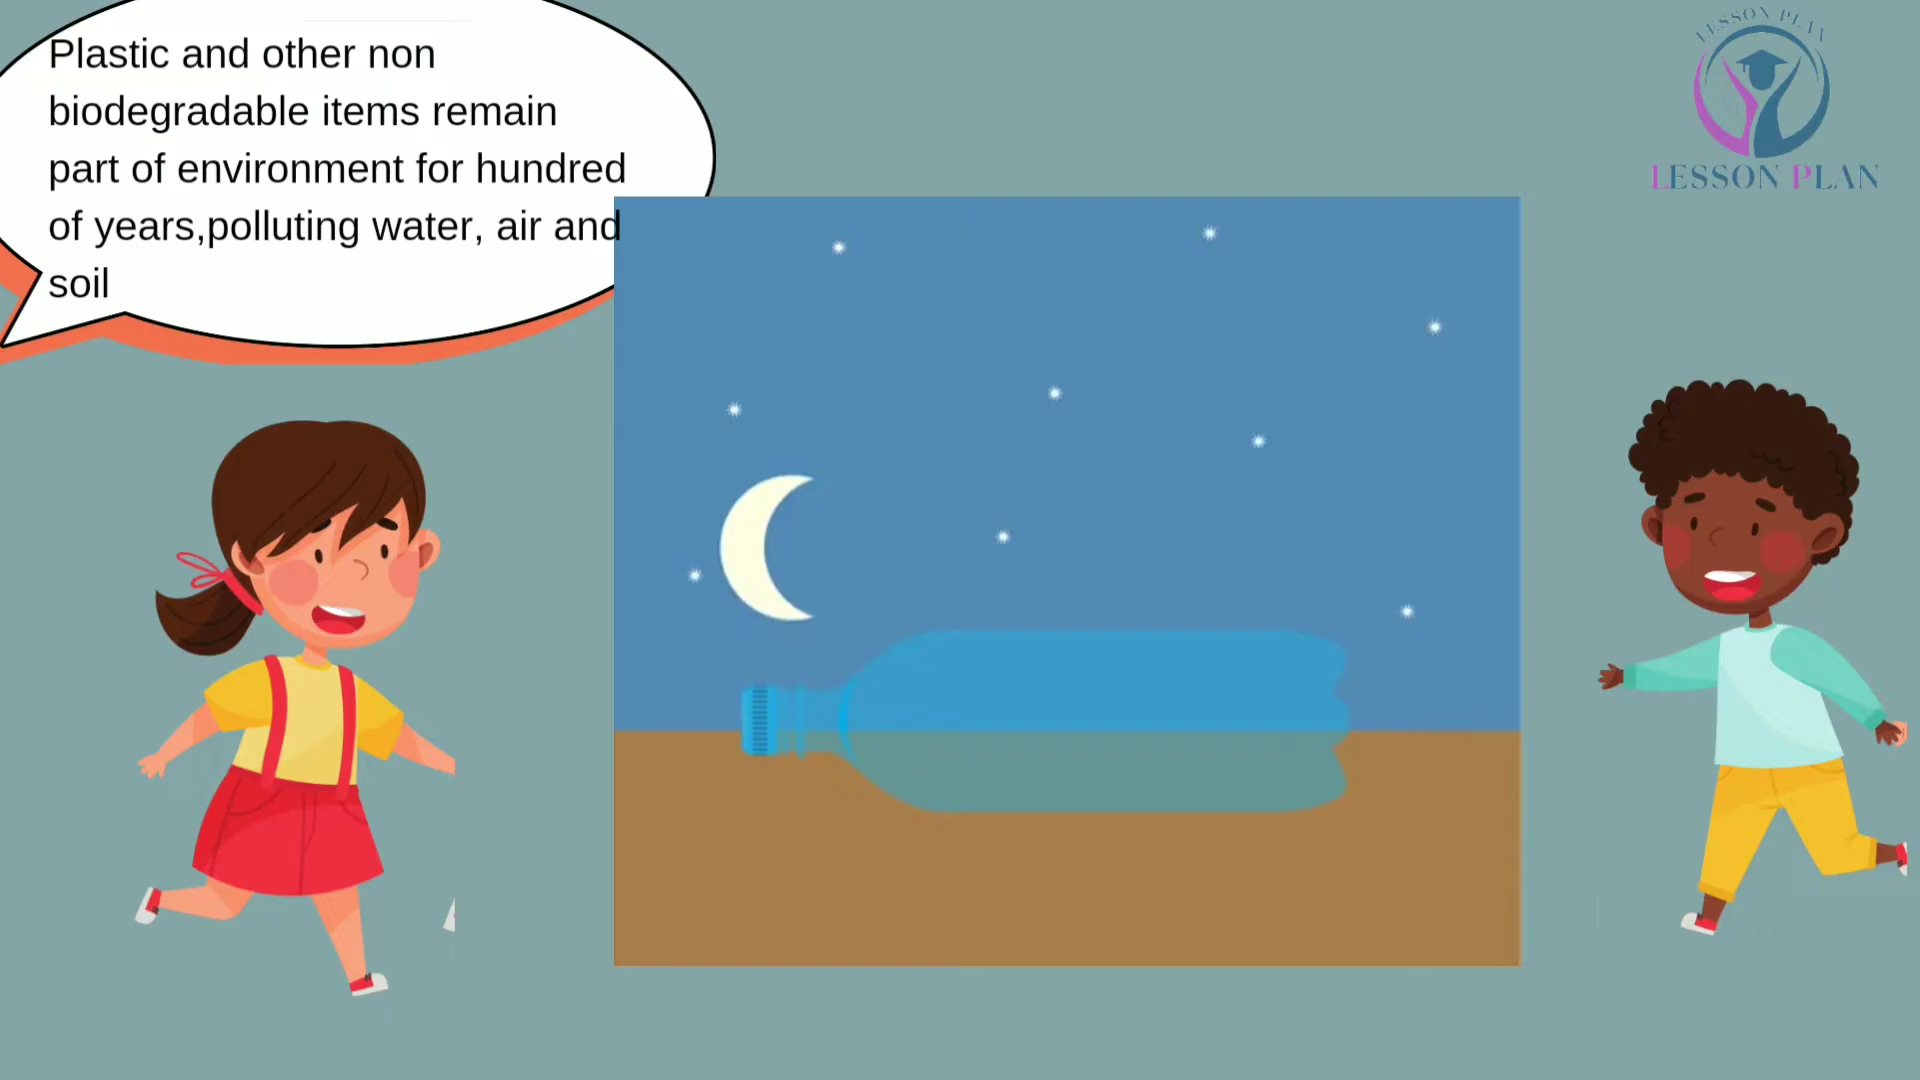 Plastic and other non
biodegradable items remain
part of environment for hundred
of years,polluting water, air and
soil
LESSON PLAN
LESSON PLAN